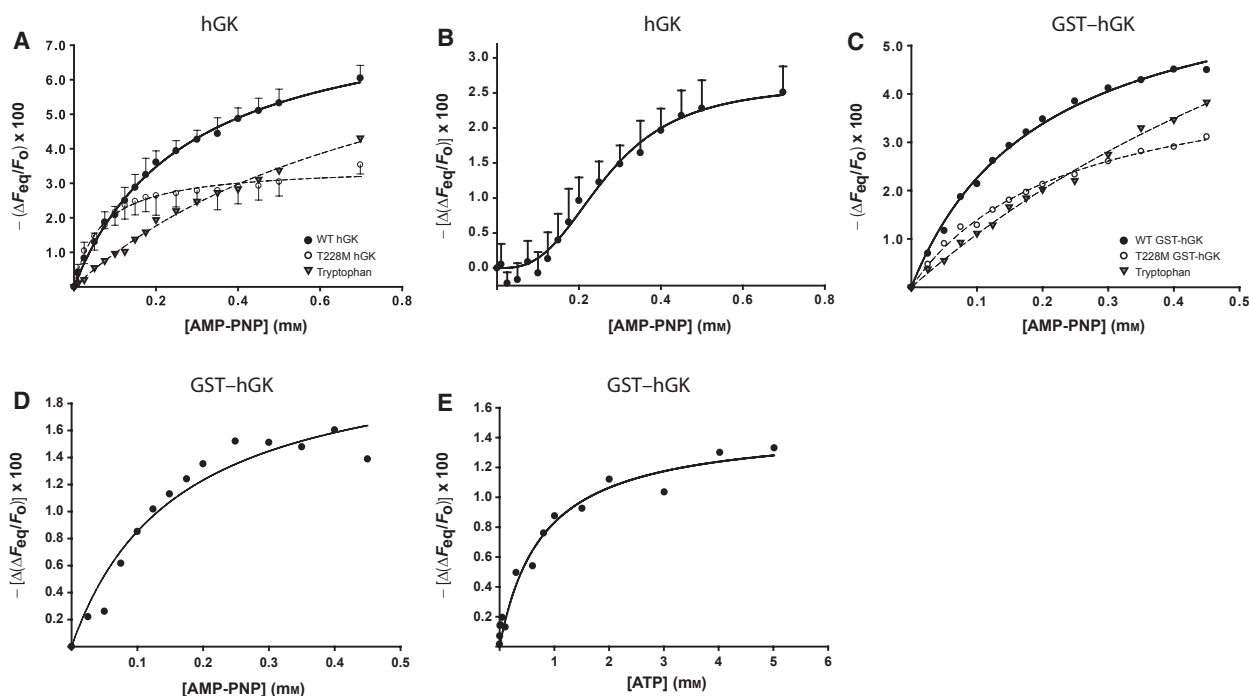 A
hGK
− (ΔFeq/Fo) x 100
7.0
6.0
5.0
4.0
3.0
2.0
1.0
0.2
0.4
0.6
0.8
WT hGK
T228M hGK
Tryptophan
[AMP-PNP] (mM)
B
hGK
− [Δ(ΔFeq/Fo)] x 100
3.0
2.5
2.0
1.5
1.0
0.5
0.0
0.2
0.4
0.6
0.8
[AMP-PNP] (mM)
C
GST–hGK
− (ΔFeq/Fo) x 100
5.0
4.0
3.0
2.0
1.0
0
0.1
0.2
0.3
0.4
0.5
WT GST-hGK
T228M GST-hGK
Tryptophan
[AMP-PNP] (mM)
D
GST–hGK
− [Δ(ΔFeq/Fo)] x 100
1.8
1.6
1.4
1.2
1.0
0.8
0.6
0.4
0.2
0.1
0.2
0.3
0.4
0.5
[AMP-PNP] (mM)
E
GST–hGK
− [Δ(ΔFeq/Fo)] x 100
1.6
1.4
1.2
1.0
0.8
0.6
0.4
0.2
0
1
2
3
4
5
6
[ATP] (mM)